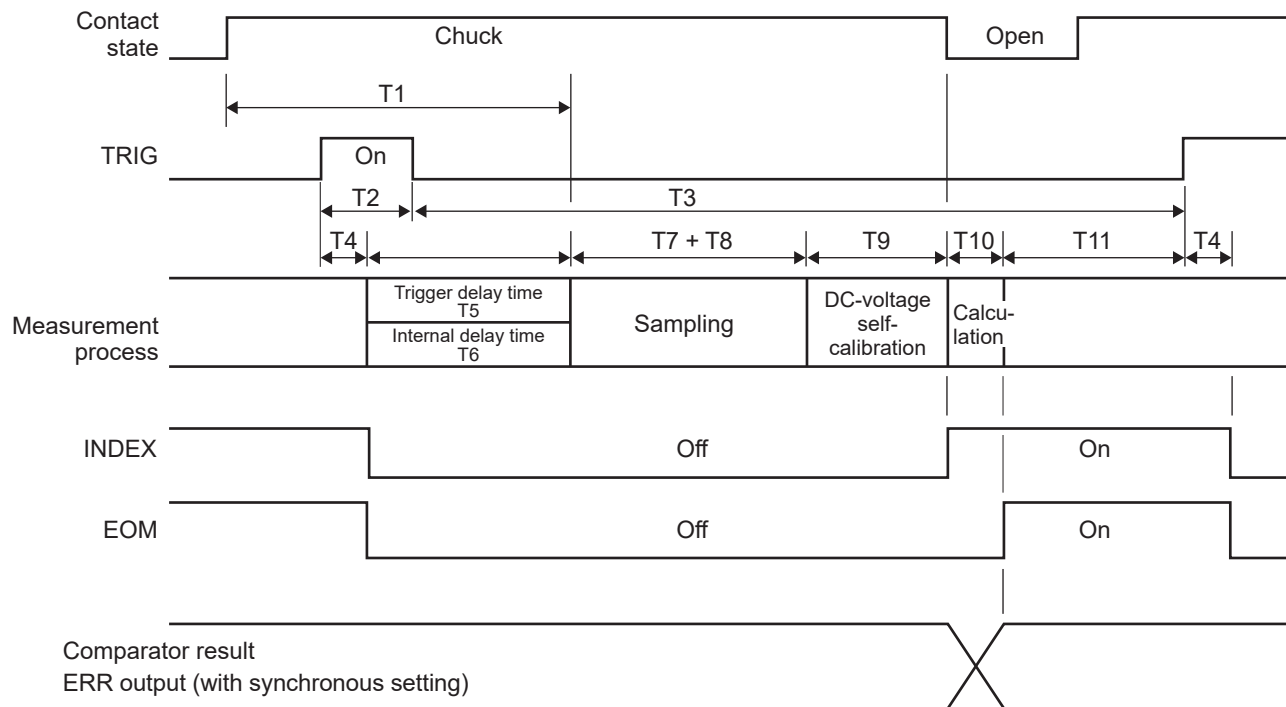 Contact
state
Chuck
Open
T1
TRIG
On
T2
T3
T4
T7 + T8
T9
T10
T11
T4
Measurement
process
Trigger delay time
T5
Internal delay time
T6
Sampling
DC-voltage
self-
calibration
Calcu-
lation
INDEX
Off
On
EOM
Off
On
Comparator result
ERR output (with synchronous setting)